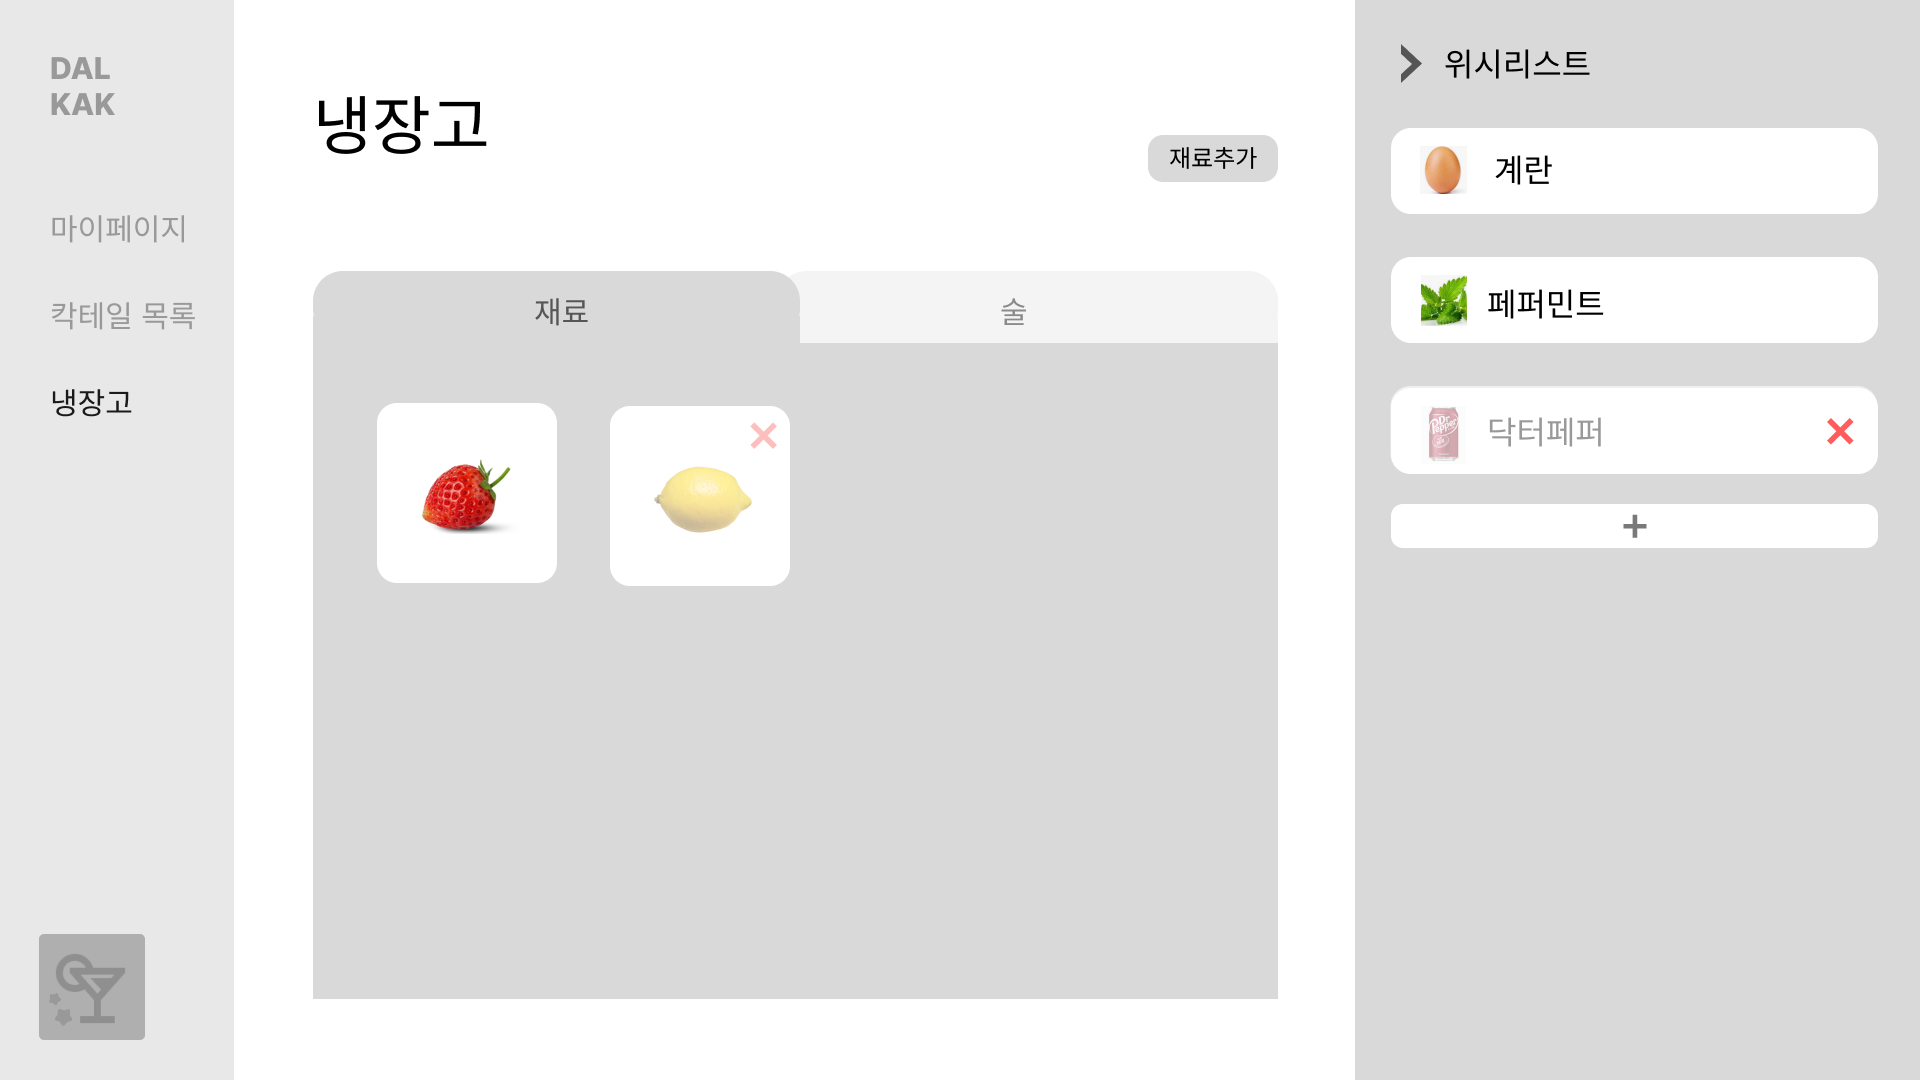 DAL
KAK
마이페이지
칵테일 목록
냉장고
냉장고
재료추가
재료
술
위시리스트
계란
페퍼민트
Dr
Pepper
닥터페퍼
+